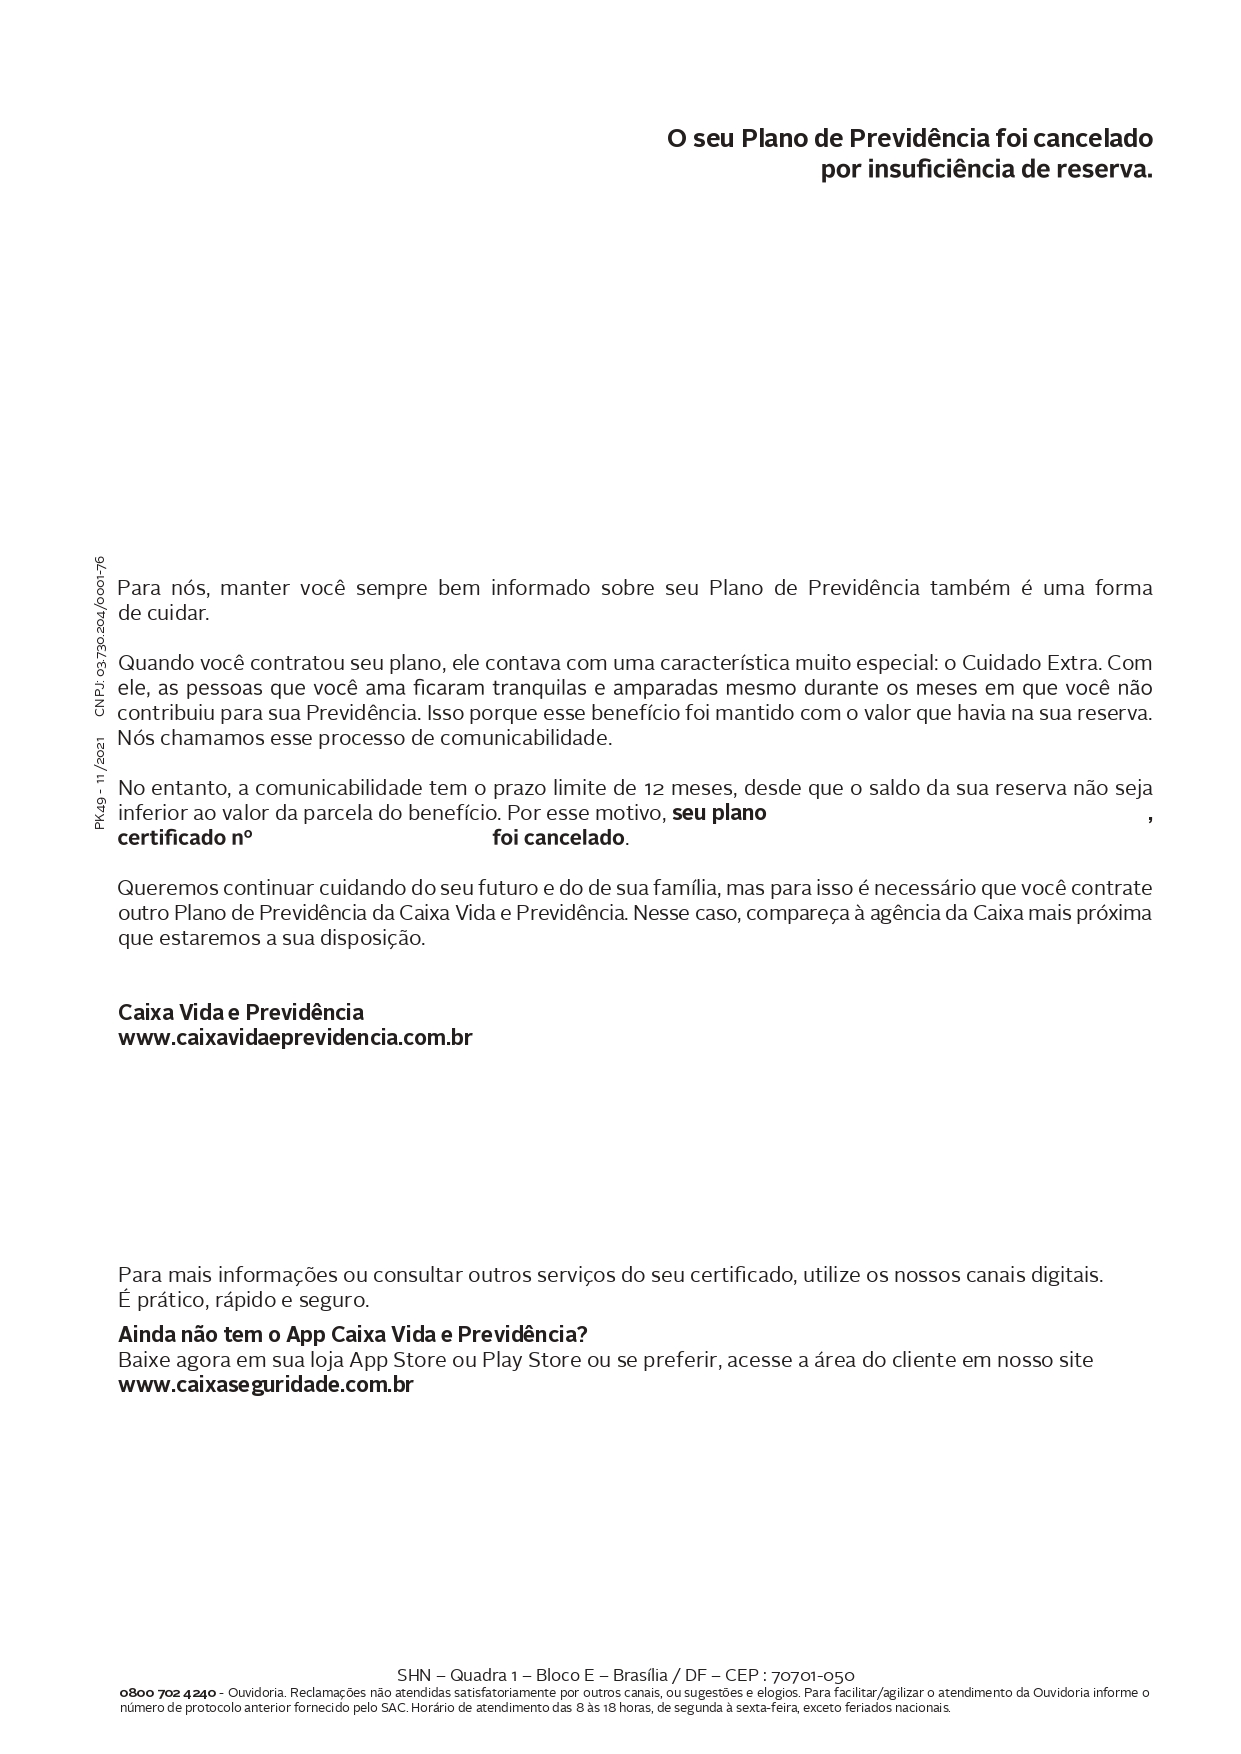 O seu Plano de Previdência foi cancelado
por insuficiência de reserva.
PK49 - 11 /2021 CNPJ: 03.730.204/0001-76
Para nós, manter você sempre bem informado sobre seu Plano de Previdência também é uma forma
de cuidar.
Quando você contratou seu plano, ele contava com uma característica muito especial: o Cuidado Extra. Com
ele, as pessoas que você ama ficaram tranquilas e amparadas mesmo durante os meses em que você não
contribuiu para sua Previdência. Isso porque esse benefício foi mantido com o valor que havia na sua reserva.
Nós chamamos esse processo de comunicabilidade.
No entanto, a comunicabilidade tem o prazo limite de 12 meses, desde que o saldo da sua reserva não seja
inferior ao valor da parcela do benefício. Por esse motivo, seu plano ,
certificado nº foi cancelado.
Queremos continuar cuidando do seu futuro e do de sua família, mas para isso é necessário que você contrate
outro Plano de Previdência da Caixa Vida e Previdência. Nesse caso, compareça à agência da Caixa mais próxima
que estaremos a sua disposição.
Caixa Vida e Previdência
www.caixavidaeprevidencia.com.br
Para mais informações ou consultar outros serviços do seu certificado, utilize os nossos canais digitais.
É prático, rápido e seguro.
Ainda não tem o App Caixa Vida e Previdência?
Baixe agora em sua loja App Store ou Play Store ou se preferir, acesse a área do cliente em nosso site
www.caixaseguridade.com.br
SHN – Quadra 1 – Bloco E – Brasília / DF – CEP : 70701-050
0800 702 4240 - Ouvidoria. Reclamações não atendidas satisfatoriamente por outros canais, ou sugestões e elogios. Para facilitar/agilizar o atendimento da Ouvidoria informe o
número de protocolo anterior fornecido pelo SAC. Horário de atendimento das 8 às 18 horas, de segunda à sexta-feira, exceto feriados nacionais.